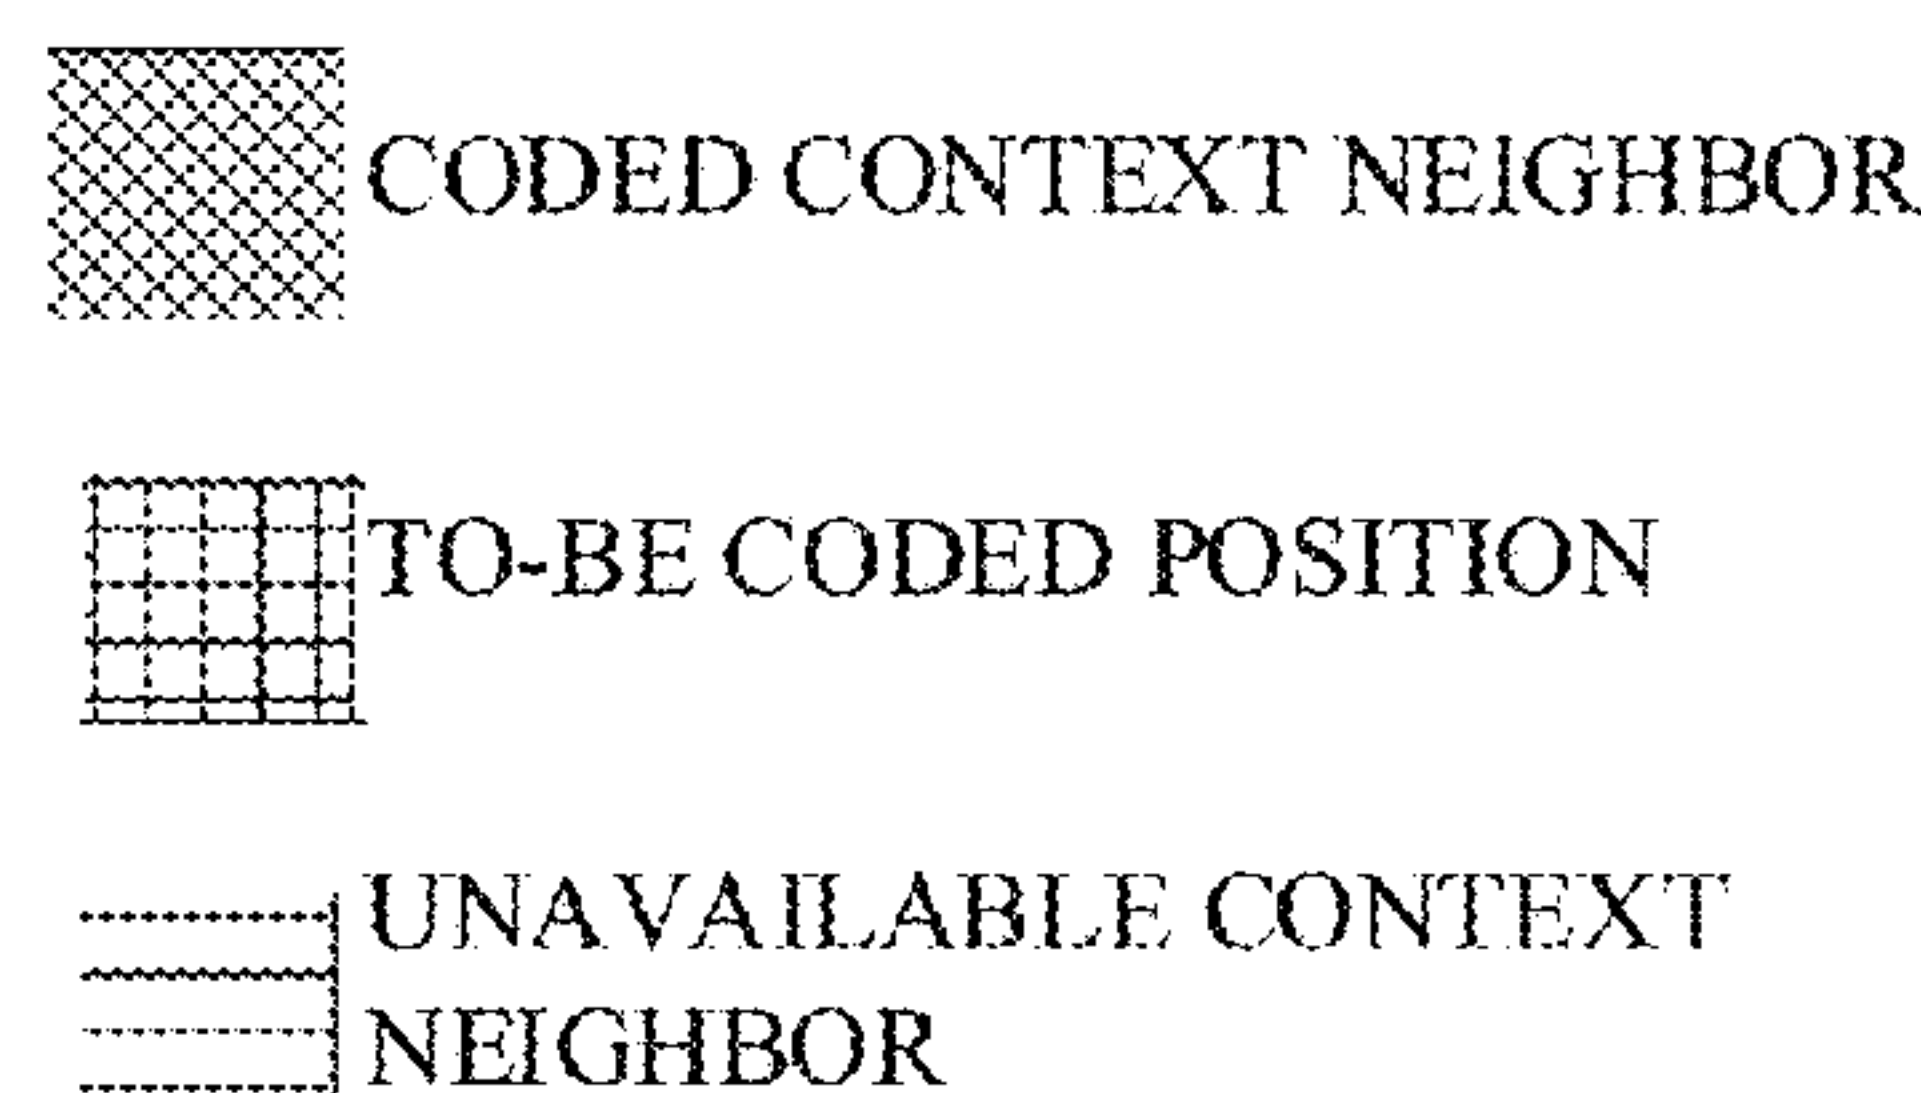 CODED CONTEXT NEIGHBOR
TO-BE CODED POSITION
UNAVAILABLE CONTEXT
NEIGHBOR